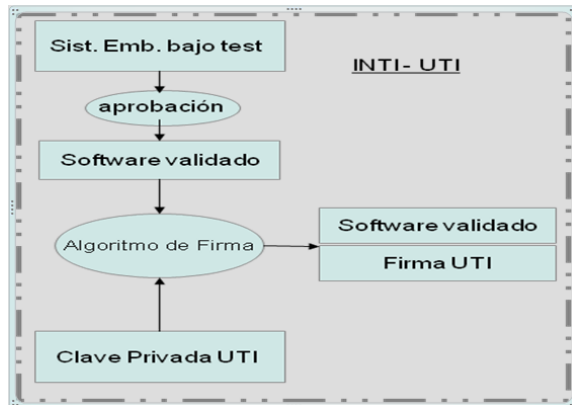 Sist. Emb. bajo test
INTI- UTI
aprobación
Software validado
Algoritmo de Firma
Software validado
Firma UTI
Clave Privada UTI